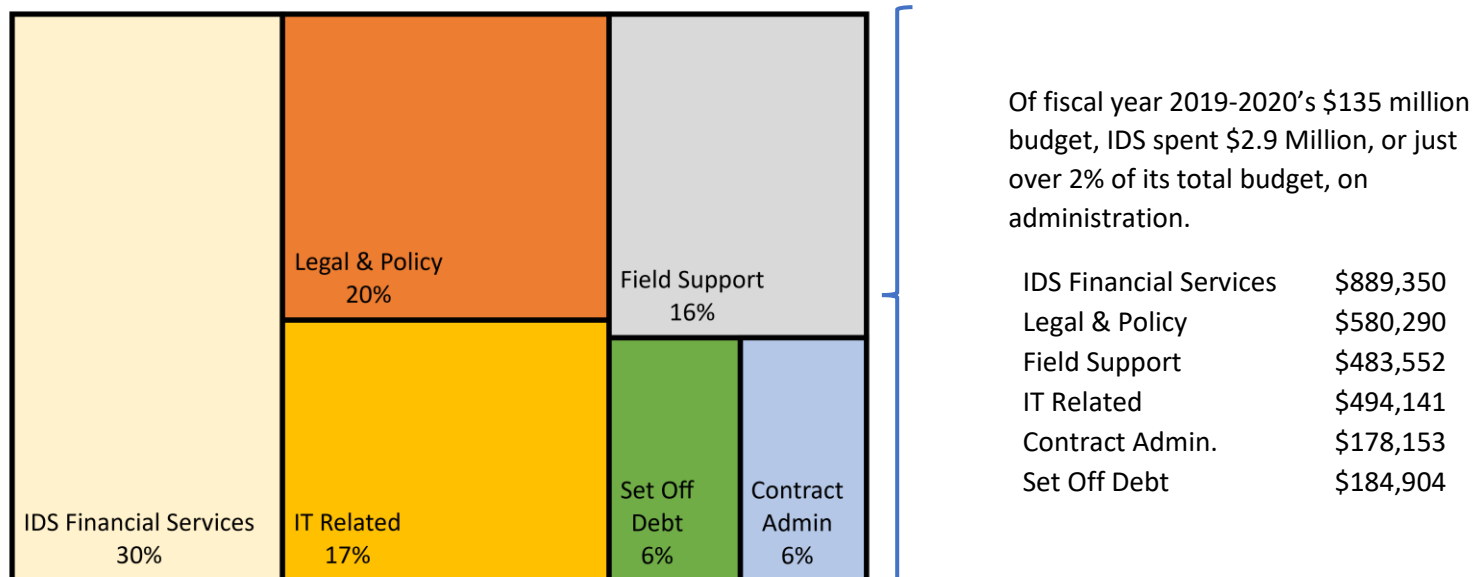 Legal & Policy
20%
Field Support
16%
IDS Financial Services
30%
IT Related
17%
Set Off
Debt
6%
Contract
Admin
6%
Of fiscal year 2019-2020’s $135 million
budget, IDS spent $2.9 Million, or just
over 2% of its total budget, on
administration.
IDS Financial Services $889,350
Legal & Policy $580,290
Field Support $483,552
IT Related $494,141
Contract Admin. $178,153
Set Off Debt $184,904